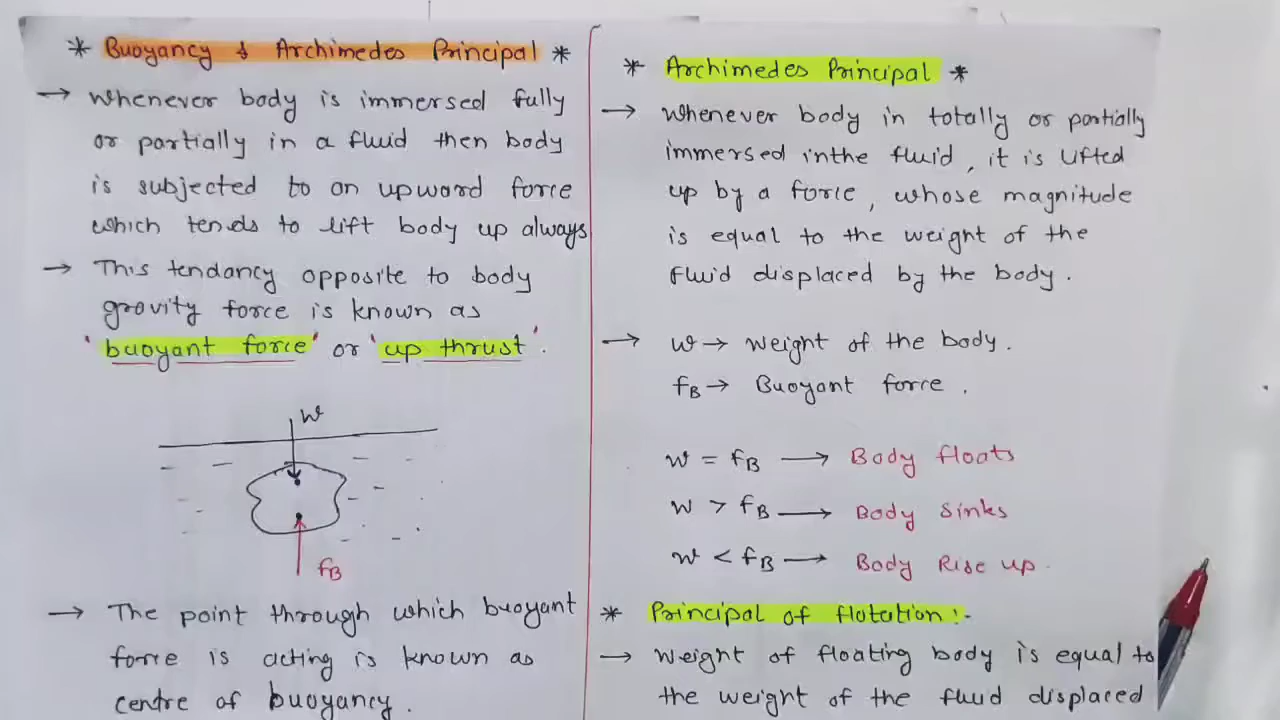 * Buoyancy & Archimedes Principal *
→ Whenever body is immersed fully
or partially in a fluid then body
is subjected to an upward force
which tends to lift body up always
→ This tendancy opposite to body
gravity force is known as
'buoyant force' or 'up thrust'.
W
FB
→ The point through which buoyant
force is acting is known as
centre of buoyancy.
* Archimedes Principal *
→ Whenever body in totally or partially
immersed in the fluid, it is lifted
up by a force, whose magnitude
is equal to the weight of the
fluid displaced by the body.
→ W → Weight of the body.
FB → Buoyant force.
W = FB → Body floats
W > FB → Body Sinks
W < FB → Body Rise up.
* Principal of flotation :-
→ Weight of floating body is equal to
the weight of the fluid displaced